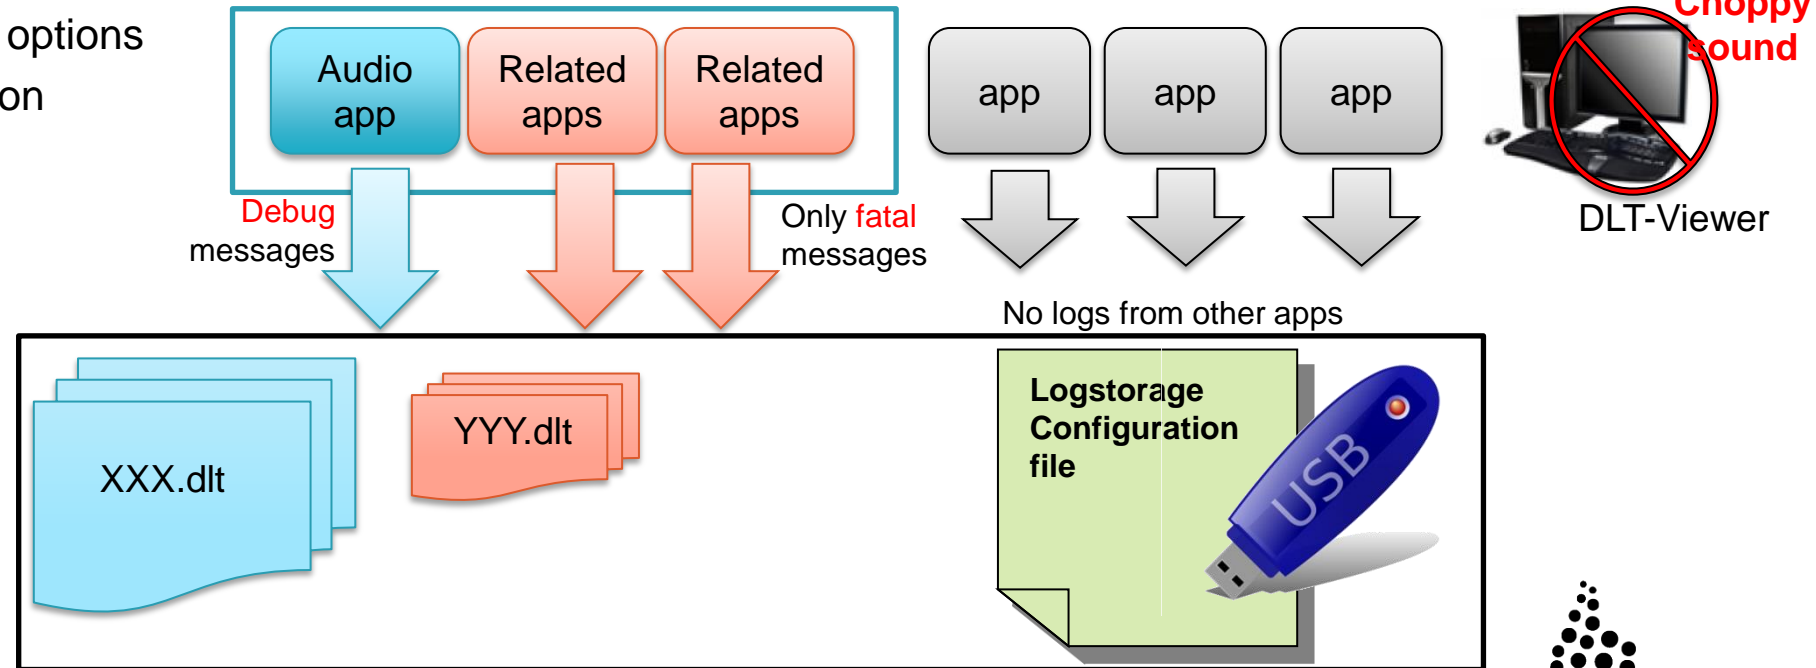 options
on
Audio
app
Related
apps
Related
apps
app
app
app
Choppy
sound
DLT-Viewer
Debug
messages
Only fatal
messages
No logs from other apps
XXX.dlt
YYY.dlt
Logstorage
Configuration
file
USB